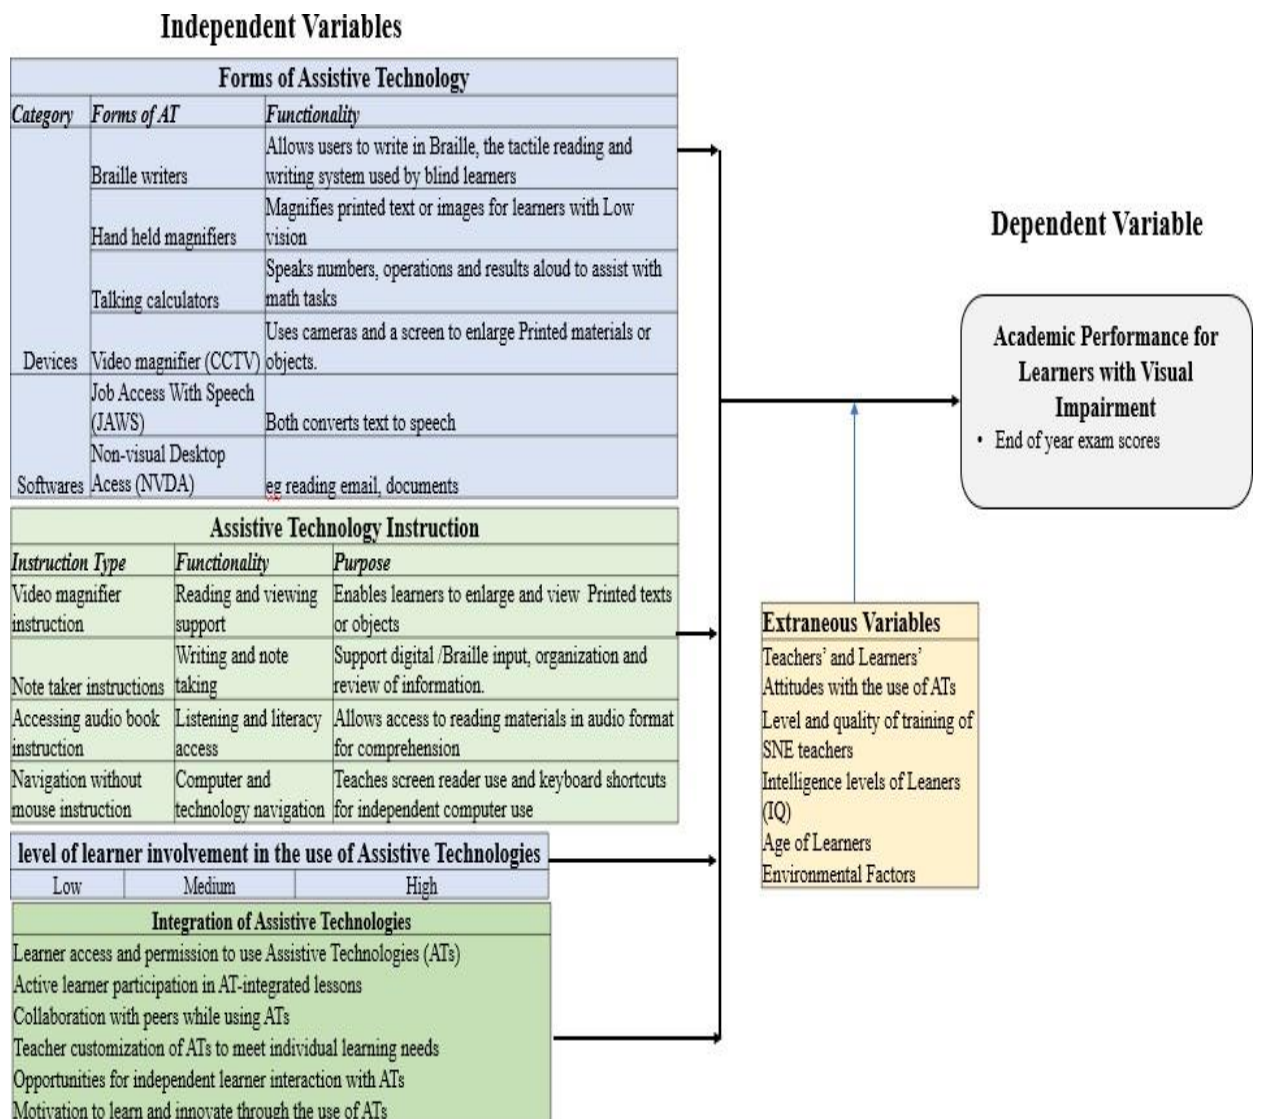 Independent Variables
Forms of Assistive Technology
Category Forms of AT Functionality
Braille writers
Allows users to write in Braille, the tactile reading and
writing system used by blind learners
Hand held magnifiers
Magnifies printed text or images for learners with Low
vision
Talking calculators
Speaks numbers, operations and results aloud to assist with
math tasks
Devices
Video magnifier (CCTV)
Uses cameras and a screen to enlarge Printed materials or
objects.
Job Access With Speech
(JAWS)
Both converts text to speech
Softwares
Non-visual Desktop
Acess (NVDA)
eg reading email, documents
Assistive Technology Instruction
Instruction Type Functionality Purpose
Video magnifier
instruction
Reading and viewing
support
Enables learners to enlarge and view Printed texts
or objects
Note taker instructions
Writing and note
taking
Support digital /Braille input, organization and
review of information.
Accessing audio book
instruction
Listening and literacy
access
Allows access to reading materials in audio format
for comprehension
Navigation without
mouse instruction
Computer and
technology navigation
Teaches screen reader use and keyboard shortcuts
for independent computer use
level of learner involvement in the use of Assistive Technologies
Low Medium High
Integration of Assistive Technologies
Learner access and permission to use Assistive Technologies (ATs)
Active learner participation in AT-integrated lessons
Collaboration with peers while using ATs
Teacher customization of ATs to meet individual learning needs
Opportunities for independent learner interaction with ATs
Motivation to learn and innovate through the use of ATs
Dependent Variable
Academic Performance for
Learners with Visual
Impairment
• End of year exam scores
Extraneous Variables
Teachers' and Learners'
Attitudes with the use of ATs
Level and quality of training of
SNE teachers
Intelligence levels of Leaners
(IQ)
Age of Learners
Environmental Factors